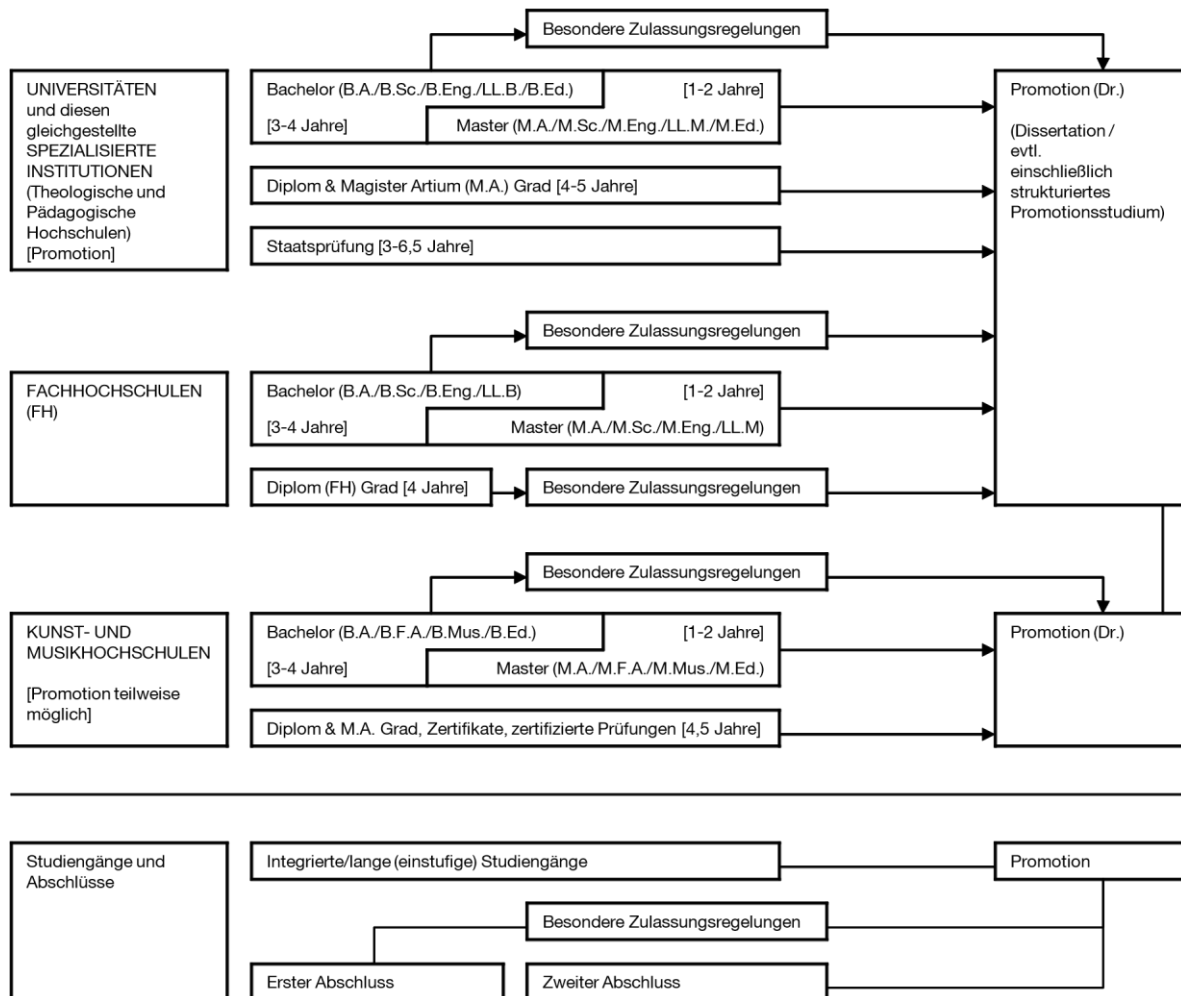 Besondere Zulassungsregelungen
UNIVERSITÄTEN
und diesen
gleichgestellte
SPEZIALISIERTE
INSTITUTIONEN
(Theologische und
Pädagogische
Hochschulen)
[Promotion]
Bachelor (B.A./B.Sc./B.Eng./LL.B./B.Ed.)
[1-2 Jahre]
[3-4 Jahre]
Master (M.A./M.Sc./M.Eng./LL.M./M.Ed.)
Diplom & Magister Artium (M.A.) Grad [4-5 Jahre]
Staatsprüfung [3-6,5 Jahre]
Promotion (Dr.)
(Dissertation /
evtl.
einschließlich
strukturiertes
Promotionsstudium)
Besondere Zulassungsregelungen
FACHHOCHSCHULEN
(FH)
Bachelor (B.A./B.Sc./B.Eng./LL.B)
[1-2 Jahre]
[3-4 Jahre]
Master (M.A./M.Sc./M.Eng./LL.M)
Diplom (FH) Grad [4 Jahre]
Besondere Zulassungsregelungen
Besondere Zulassungsregelungen
KUNST- UND
MUSIKHOCHSCHULEN
[Promotion teilweise
möglich]
Bachelor (B.A./B.F.A./B.Mus./B.Ed.)
[1-2 Jahre]
[3-4 Jahre]
Master (M.A./M.F.A./M.Mus./M.Ed.)
Diplom & M.A. Grad, Zertifikate, zertifizierte Prüfungen [4,5 Jahre]
Promotion (Dr.)
Studiengänge und
Abschlüsse
Integrierte/lange (einstufige) Studiengänge
Promotion
Besondere Zulassungsregelungen
Erster Abschluss
Zweiter Abschluss